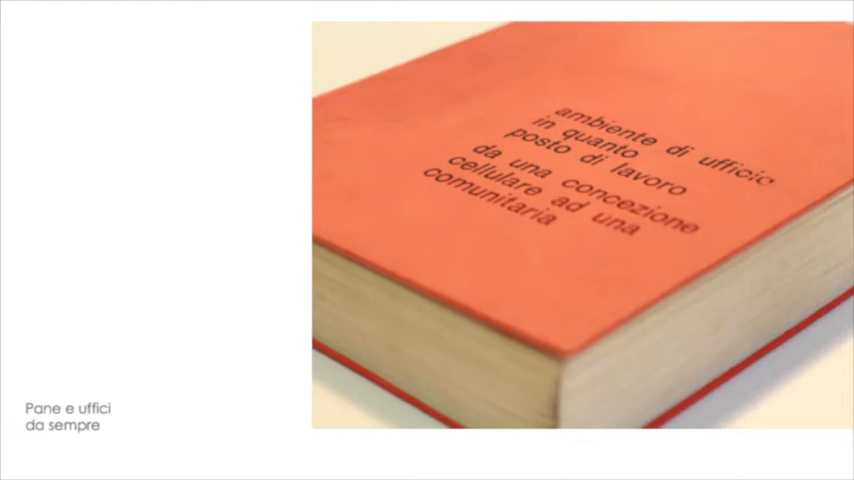 ambiente di ufficio
in quanto
posto di lavoro
da una concezione
cellulare ad una
comunitaria
Pane e uffici
da sempre